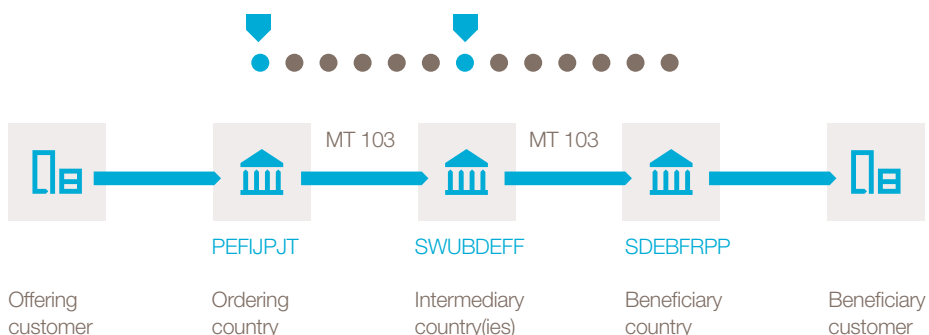 MT 103
MT 103
PEFIJPJT
SWUBDEFF
SDEBFRPP
Offering
customer
Ordering
country
Intermediary
country(ies)
Beneficiary
country
Beneficiary
customer